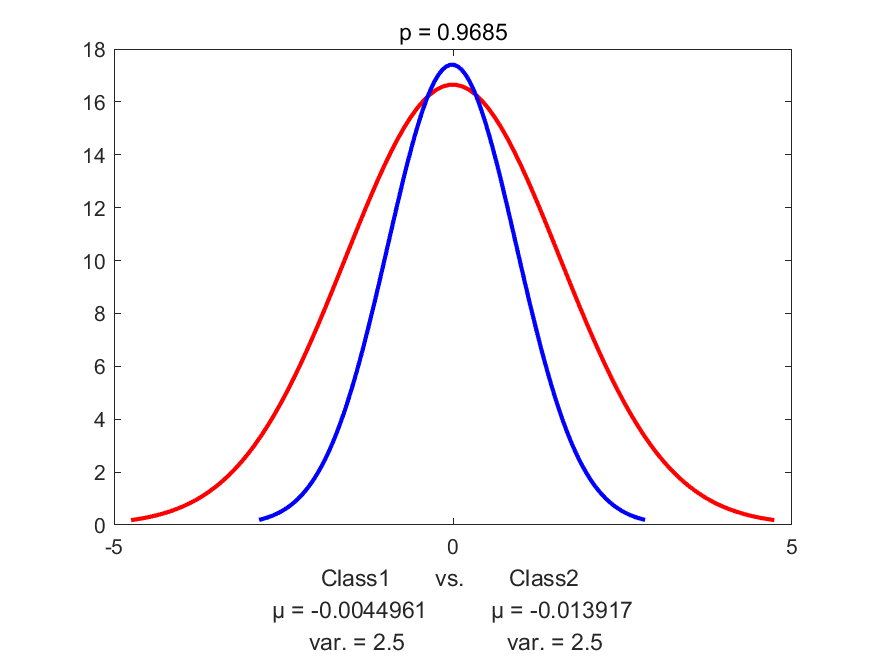 p = 0.9685
18
16
14
12
10
8
6
4
2
0
-5 0 5
Class1 vs. Class2
μ = -0.0044961 μ = -0.013917
var. = 2.5 var. = 2.5